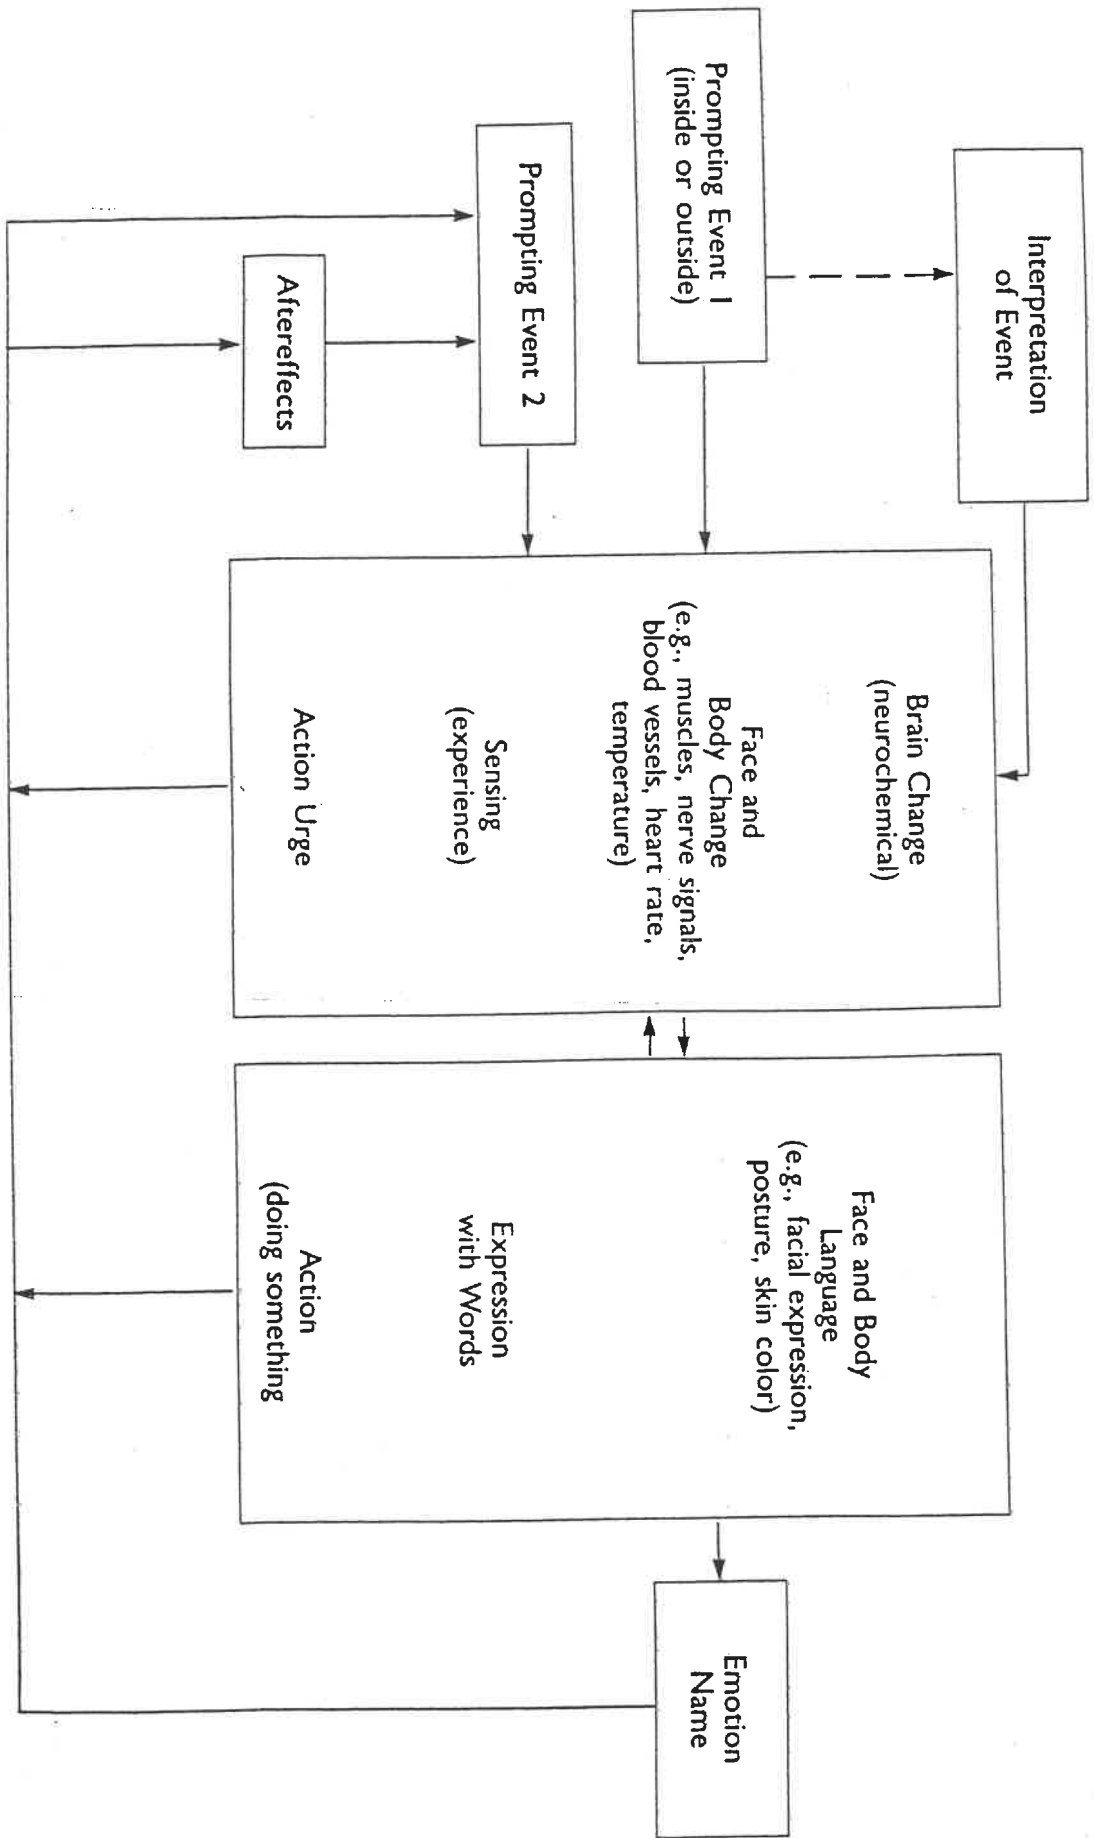 Interpretation
of Event
Prompting Event 1
(inside or outside)
Prompting Event 2
Aftereffects
Brain Change
(neurochemical)
Face and
Body Change
(e.g., muscles, nerve signals,
blood vessels, heart rate,
temperature)
Sensing
(experience)
Action Urge
Face and Body
Language
(e.g., facial expression,
posture, skin color)
Expression
with Words
Action
(doing something)
Emotion
Name